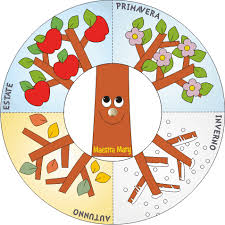 PRIMAVERA
ESTATE
Maestra Mary
INVERNO
AUTUNNO